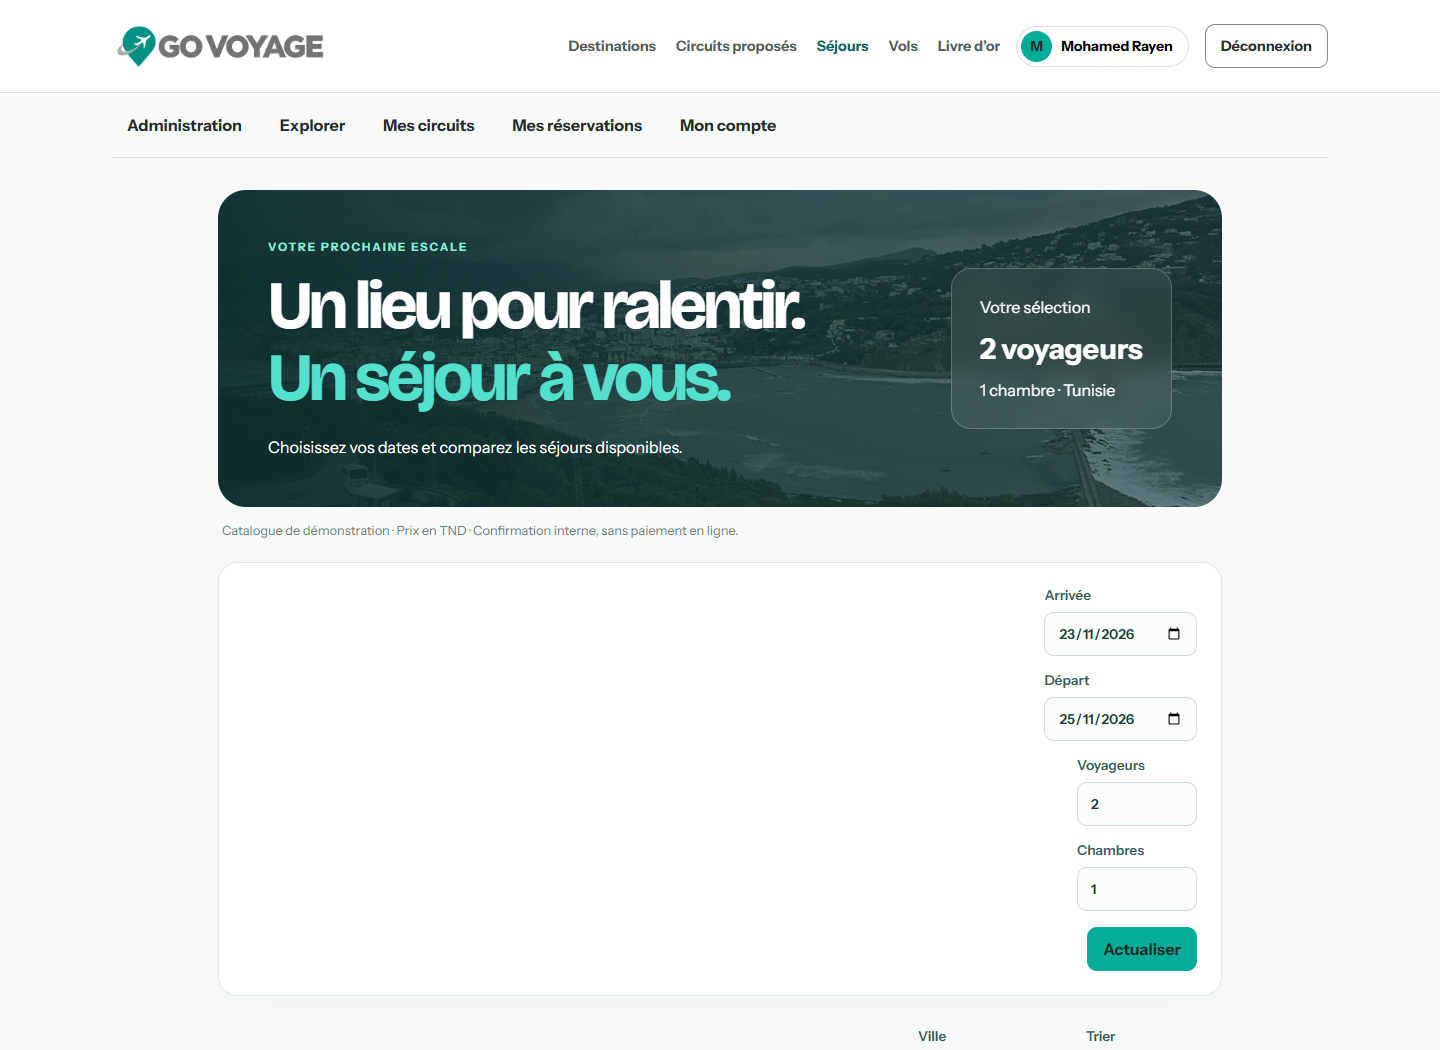 GO VOYAGE
Destinations
Circuits proposés
Séjours
Vols
Livre d’or
M
Mohamed Rayen
Déconnexion
Administration
Explorer
Mes circuits
Mes réservations
Mon compte
VOTRE PROCHAINE ESCALE
Un lieu pour ralentir.
Un séjour à vous.
Choisissez vos dates et comparez les séjours disponibles.
Votre sélection
2 voyageurs
1 chambre · Tunisie
Catalogue de démonstration · Prix en TND · Confirmation interne, sans paiement en ligne.
Arrivée
23/11/2026
Départ
25/11/2026
Voyageurs
2
Chambres
1
Actualiser
Ville
Trier